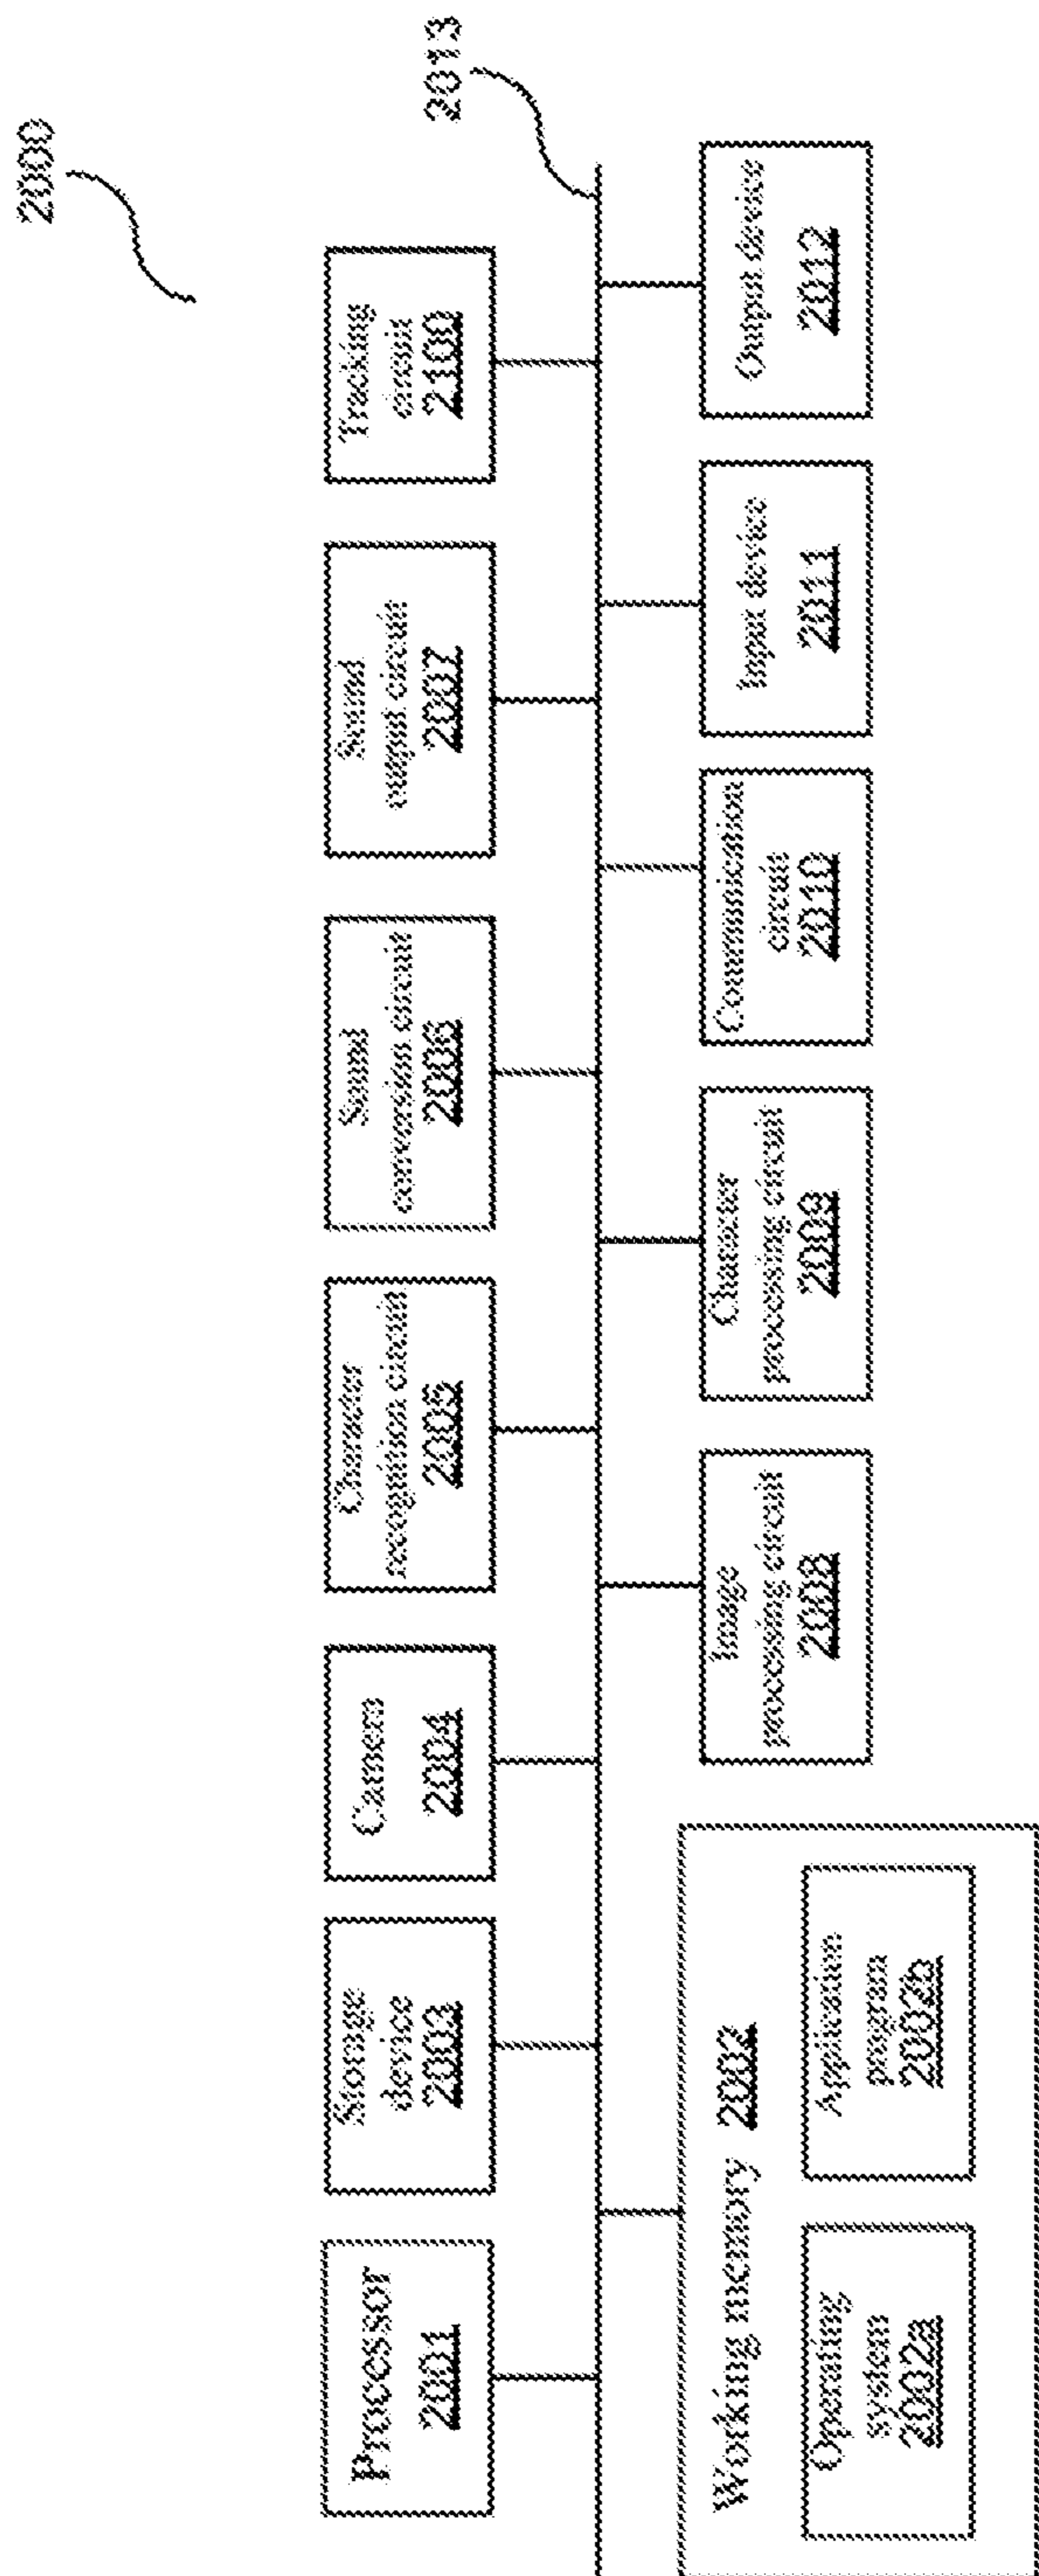 2000
2013
Processor
2001
Storage
device
2003
Camera
2004
Character
recognition circuit
2005
Sound
conversion circuit
2006
Sound
output circuit
2007
Tracking
circuit
2100
Working memory 2002
Operating
system
2002a
Application
program
2002b
Image
processing circuit
2008
Character
processing circuit
2009
Communication
circuit
2010
Input device
2011
Output device
2012